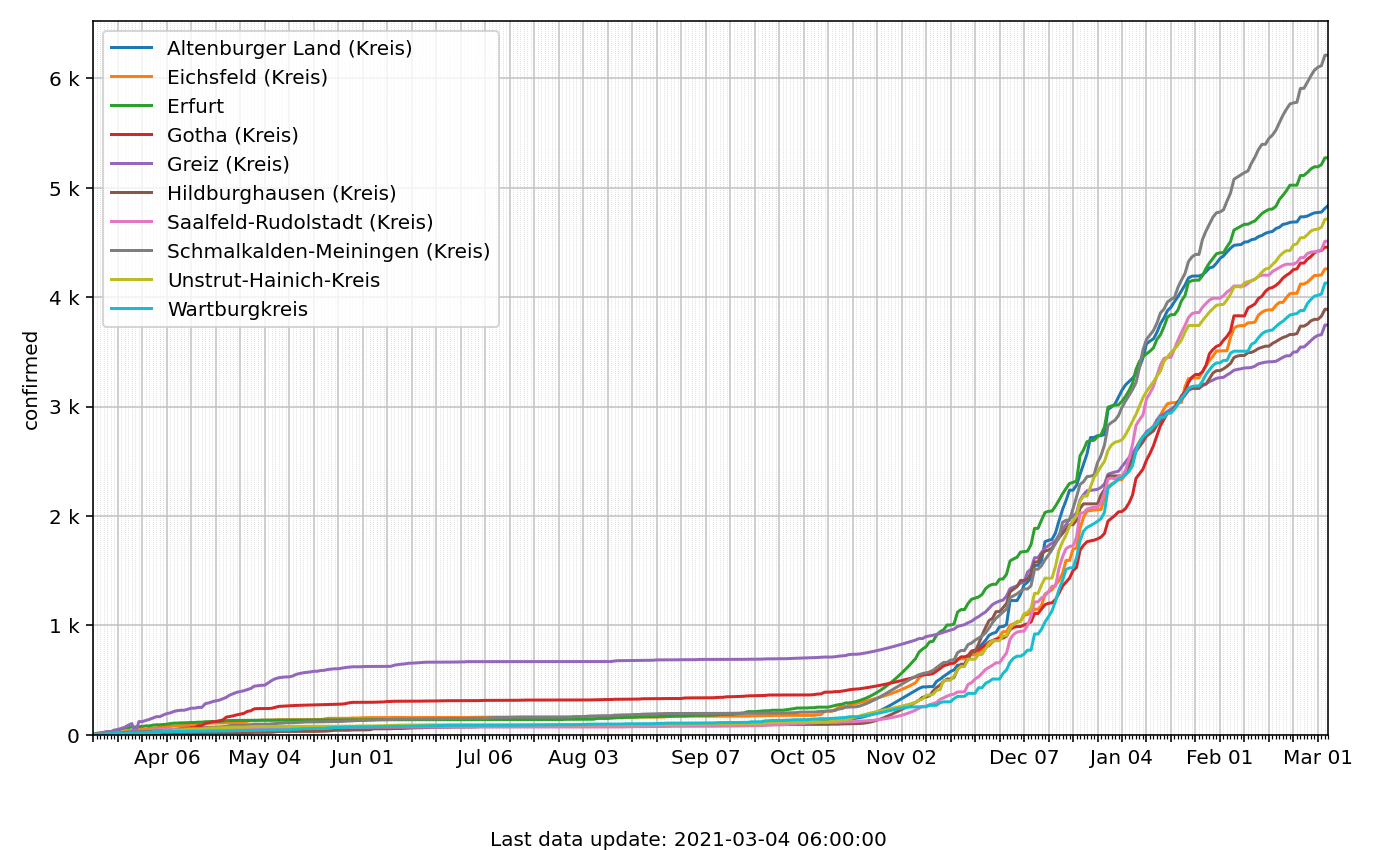 Altenburger Land (Kreis)
Eichsfeld (Kreis)
Erfurt
Gotha (Kreis)
Greiz (Kreis)
Hildburghausen (Kreis)
Saalfeld-Rudolstadt (Kreis)
Schmalkalden-Meiningen (Kreis)
Unstrut-Hainich-Kreis
Wartburgkreis
confirmed
6 k
5 k
4 k
3 k
2 k
1 k
0
Apr 06 May 04 Jun 01 Jul 06 Aug 03 Sep 07 Oct 05 Nov 02 Dec 07 Jan 04 Feb 01 Mar 01
Last data update: 2021-03-04 06:00:00